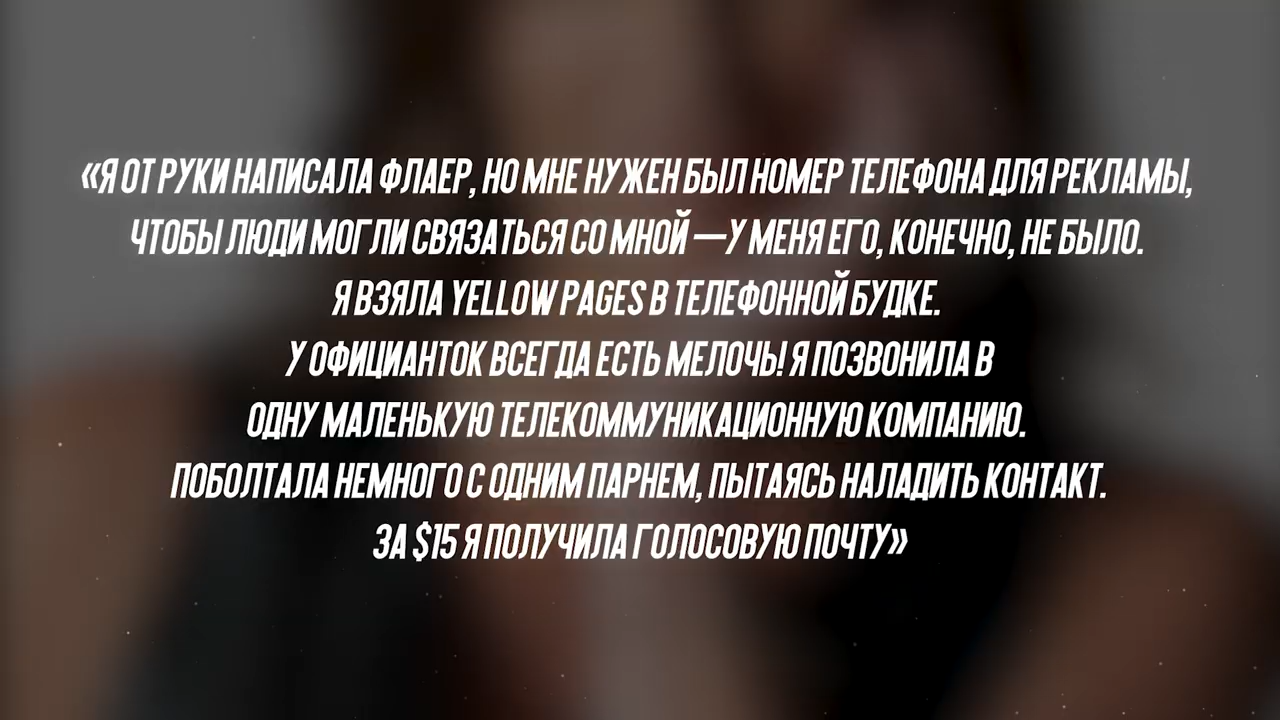 «Я ОТ РУКИ НАПИСАЛА ФЛАЕР, НО МНЕ НУЖЕН БЫЛ НОМЕР ТЕЛЕФОНА ДЛЯ РЕКЛАМЫ,
ЧТОБЫ ЛЮДИ МОГЛИ СВЯЗАТЬСЯ СО МНОЙ —У МЕНЯ ЕГО, КОНЕЧНО, НЕ БЫЛО.
Я ВЗЯЛА YELLOW PAGES В ТЕЛЕФОННОЙ БУДКЕ.
У ОФИЦИАНТОК ВСЕГДА ЕСТЬ МЕЛОЧЬ! Я ПОЗВОНИЛА В
ОДНУ МАЛЕНЬКУЮ ТЕЛЕКОММУНИКАЦИОННУЮ КОМПАНИЮ.
ПОБОЛТАЛА НЕМНОГО С ОДНИМ ПАРНЕМ, ПЫТАЯСЬ НАЛАДИТЬ КОНТАКТ.
ЗА $15 Я ПОЛУЧИЛА ГОЛОСОВУЮ ПОЧТУ»